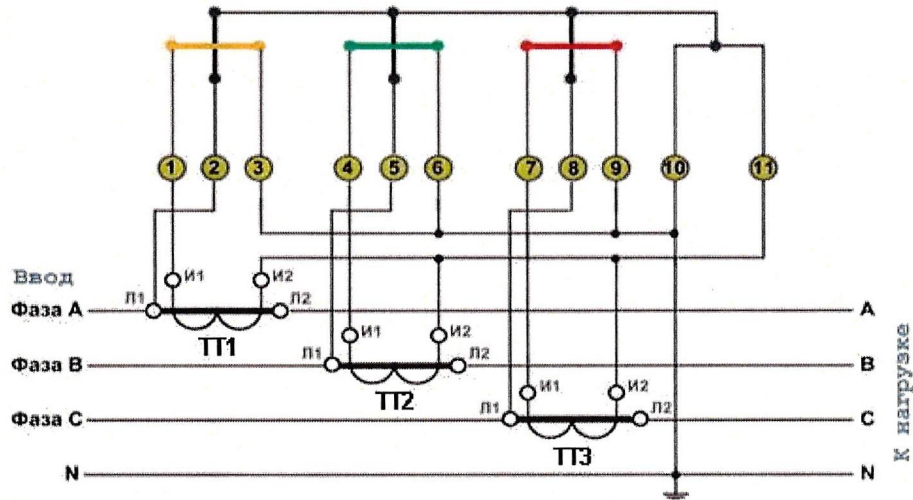 1 2 3 4 5 6 7 8 9 10 11
Ввод
И1 И2
Фаза А Л1 Л2 А
ТТ1
И1 И2
Фаза В Л1 Л2 В
ТТ2
И1 И2
Фаза С Л1 Л2 С
ТТ3
N N
К нагрузке